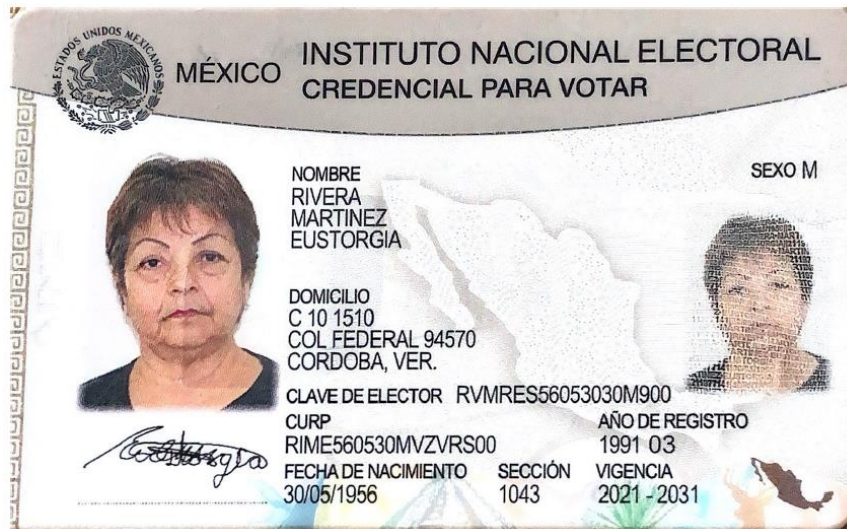 ESTADOS UNIDOS MEXICANOS
MÉXICO
INSTITUTO NACIONAL ELECTORAL
CREDENCIAL PARA VOTAR
NOMBRE
RIVERA
MARTINEZ
EUSTORGIA
SEXO M
DOMICILIO
C 10 1510
COL FEDERAL 94570
CORDOBA, VER.
CLAVE DE ELECTOR RVMRES56053030M900
CURP
RIME560530MVZVRS00
AÑO DE REGISTRO
1991 03
FECHA DE NACIMIENTO
30/05/1956
SECCIÓN
1043
VIGENCIA
2021 - 2031